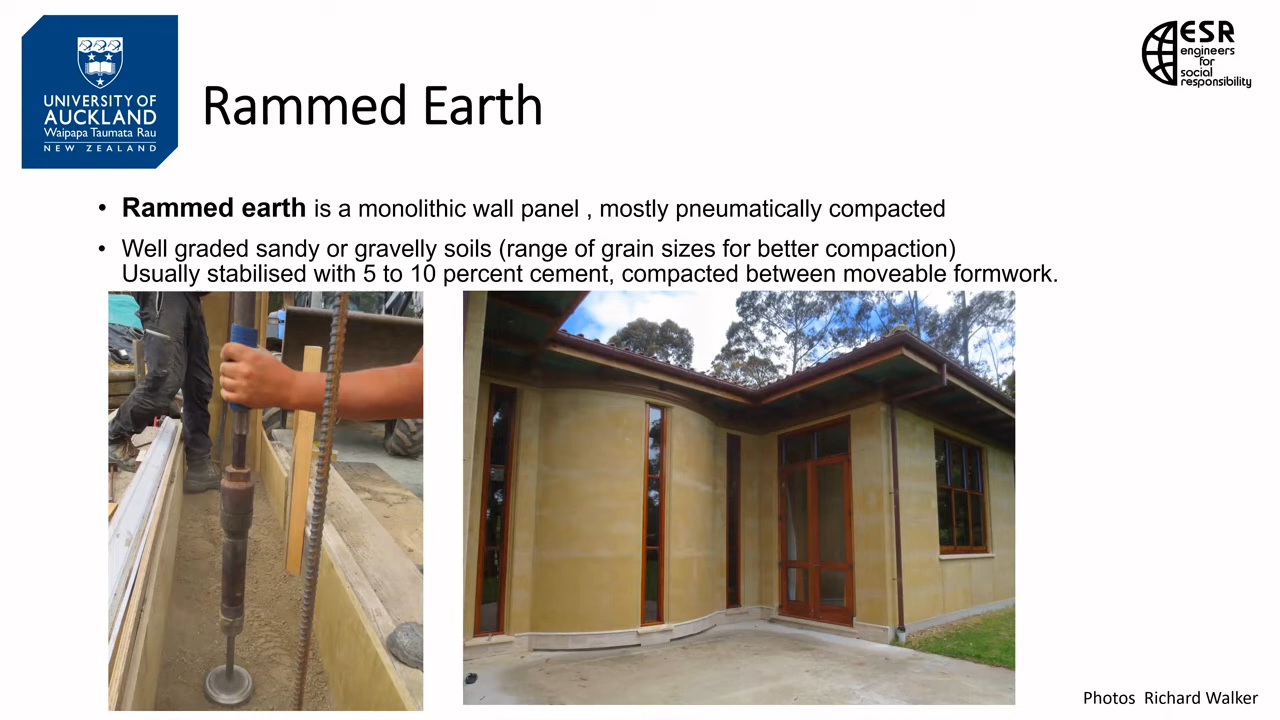 UNIVERSITY OF
AUCKLAND
Waipapa Taumata Rau
NEW ZEALAND
ESR
engineers
for
social
responsibility
Rammed Earth
• Rammed earth is a monolithic wall panel , mostly pneumatically compacted
• Well graded sandy or gravelly soils (range of grain sizes for better compaction)
Usually stabilised with 5 to 10 percent cement, compacted between moveable formwork.
Photos Richard Walker